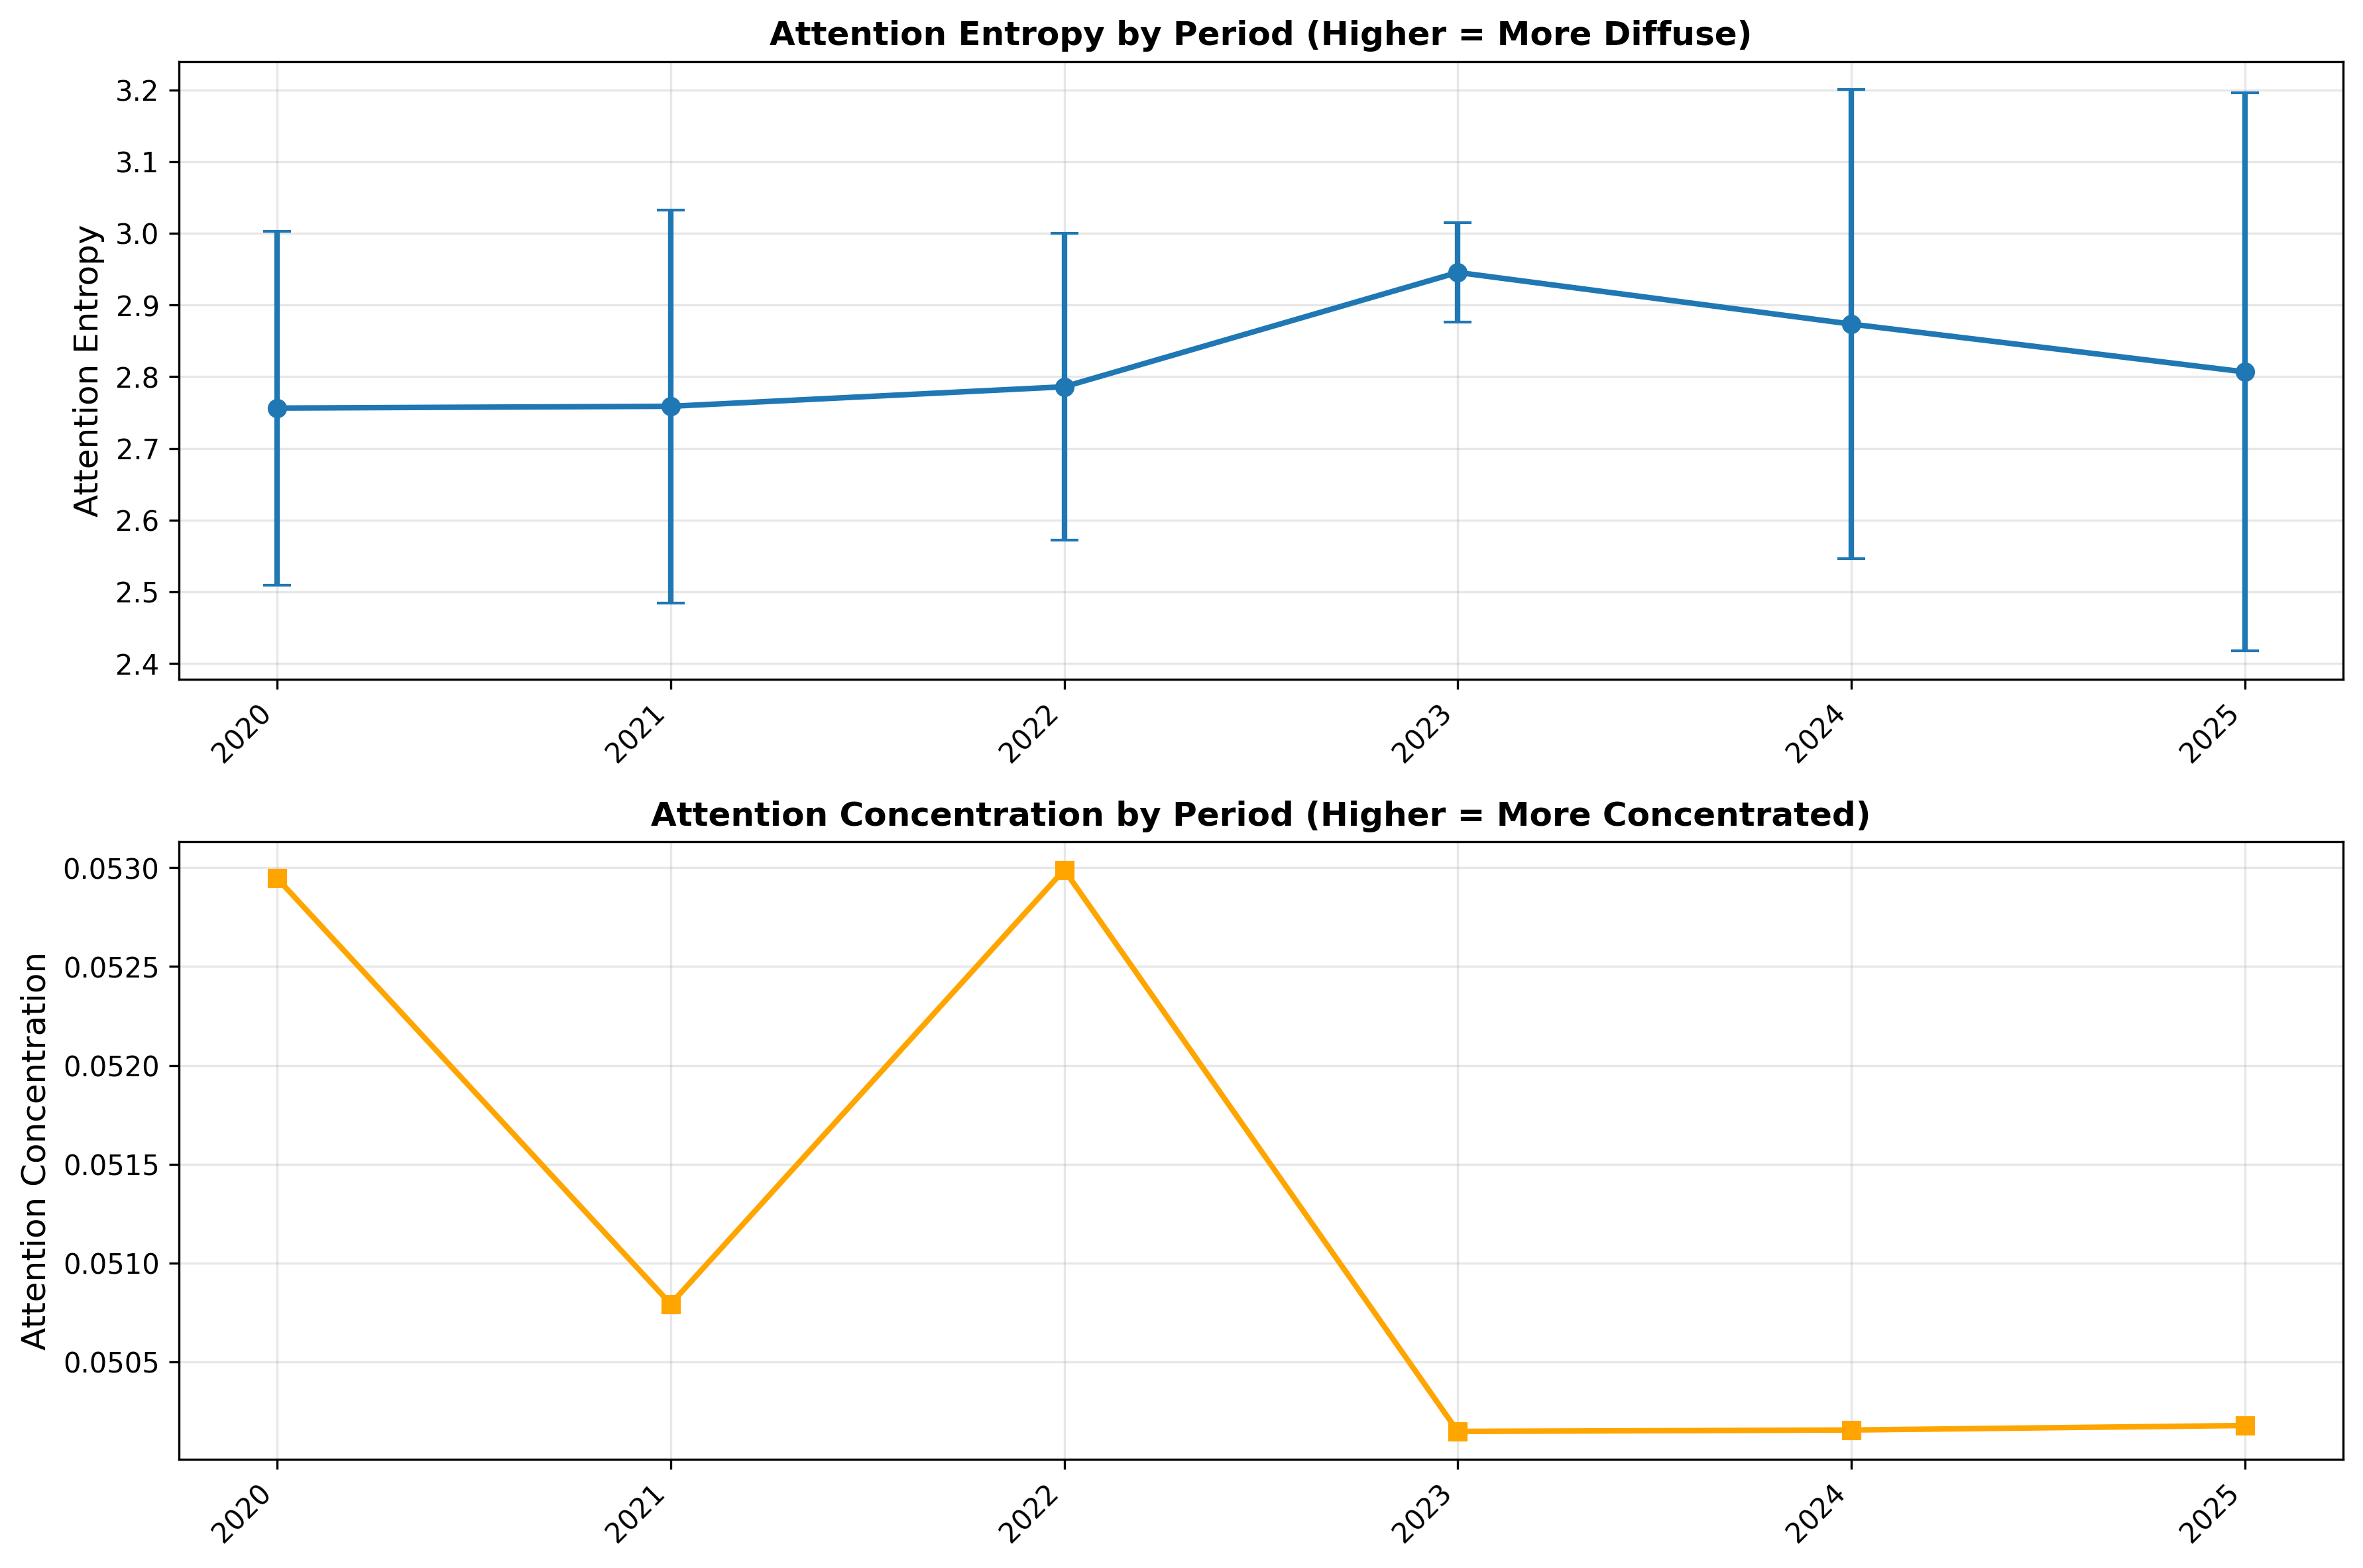 Attention Entropy by Period (Higher = More Diffuse)
Attention Entropy
3.2
3.1
3.0
2.9
2.8
2.7
2.6
2.5
2.4
2020 2021 2022 2023 2024 2025
Attention Concentration by Period (Higher = More Concentrated)
Attention Concentration
0.0530
0.0525
0.0520
0.0515
0.0510
0.0505
2020 2021 2022 2023 2024 2025